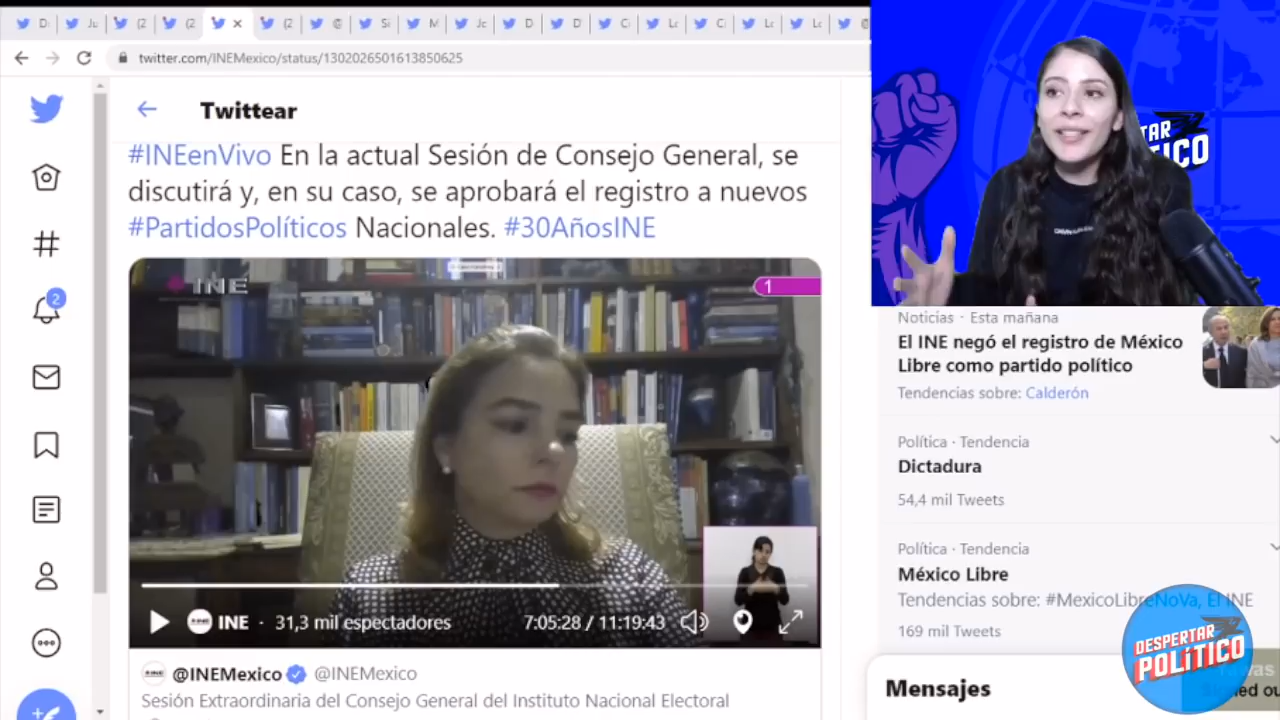 twitter.com/INEMexico/status/1302026501613850625
Twittear
#INEenVivo En la actual Sesión de Consejo General, se
discutirá y, en su caso, se aprobará el registro a nuevos
#PartidosPolíticos Nacionales. #30AñosINE
INE
1
INE · 31,3 mil espectadores
7:05:28 / 11:19:43
@INEMexico @INEMexico
Sesión Extraordinaria del Consejo General del Instituto Nacional Electoral
2
TAR
ICO
Noticias · Esta mañana
El INE negó el registro de México
Libre como partido político
Tendencias sobre: Calderón
Política · Tendencia
Dictadura
54,4 mil Tweets
Política · Tendencia
México Libre
Tendencias sobre: #MexicoLibreNoVa, El INE
169 mil Tweets
Mensajes
DESPERTAR
POLÍTICO